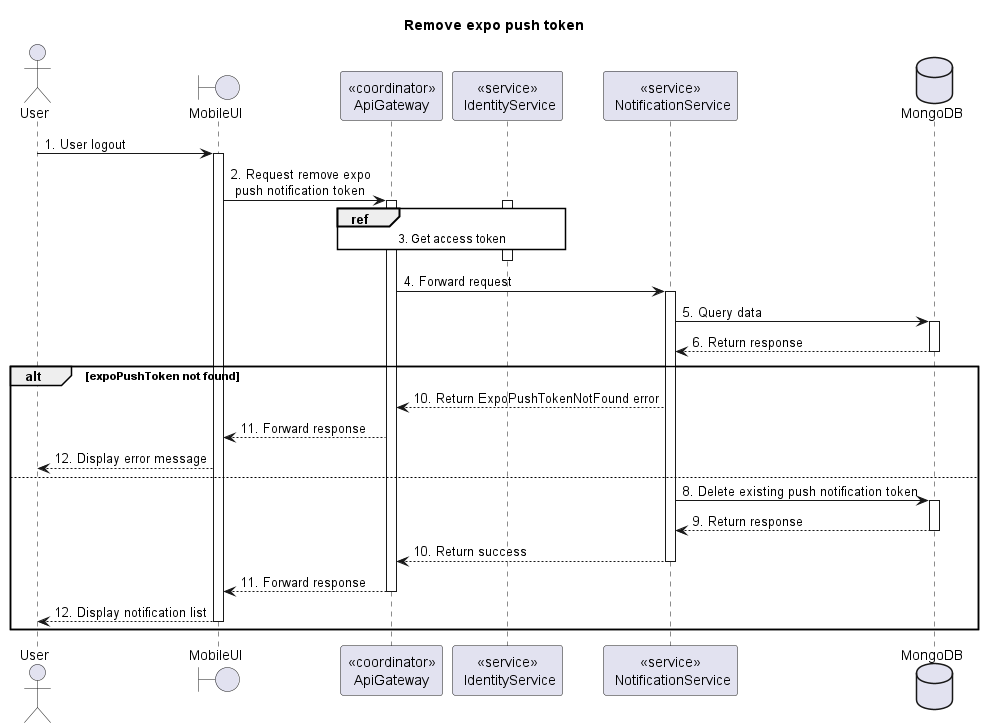 Remove expo push token
User
MobileUI
«coordinator»
ApiGateway
«service»
IdentityService
«service»
NotificationService
MongoDB
1. User logout
2. Request remove expo
push notification token
ref
3. Get access token
4. Forward request
5. Query data
6. Return response
alt
[expoPushToken not found]
10. Return ExpoPushTokenNotFound error
11. Forward response
12. Display error message
8. Delete existing push notification token
9. Return response
10. Return success
11. Forward response
12. Display notification list
User
MobileUI
«coordinator»
ApiGateway
«service»
IdentityService
«service»
NotificationService
MongoDB